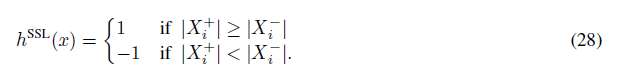 h^SSL(x) = { 1 if |X_i^+| ≥ |X_i^-|
−1 if |X_i^+| < |X_i^-|. (28)